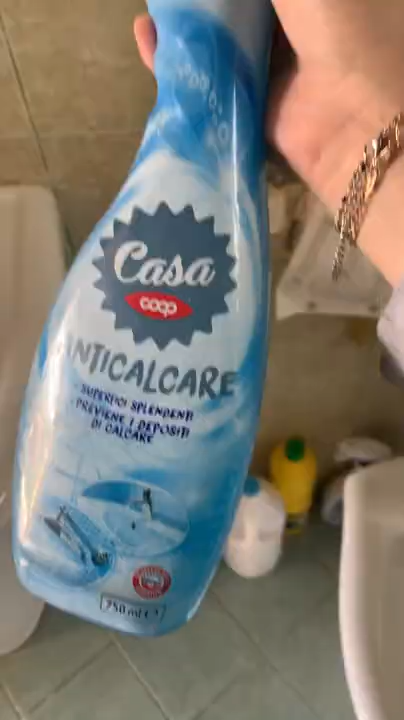 Casa
coop
ANTICALCARE
SUPERFICI SPLENDENTI
PREVIENE I DEPOSITI
DI CALCARE
750 ml e